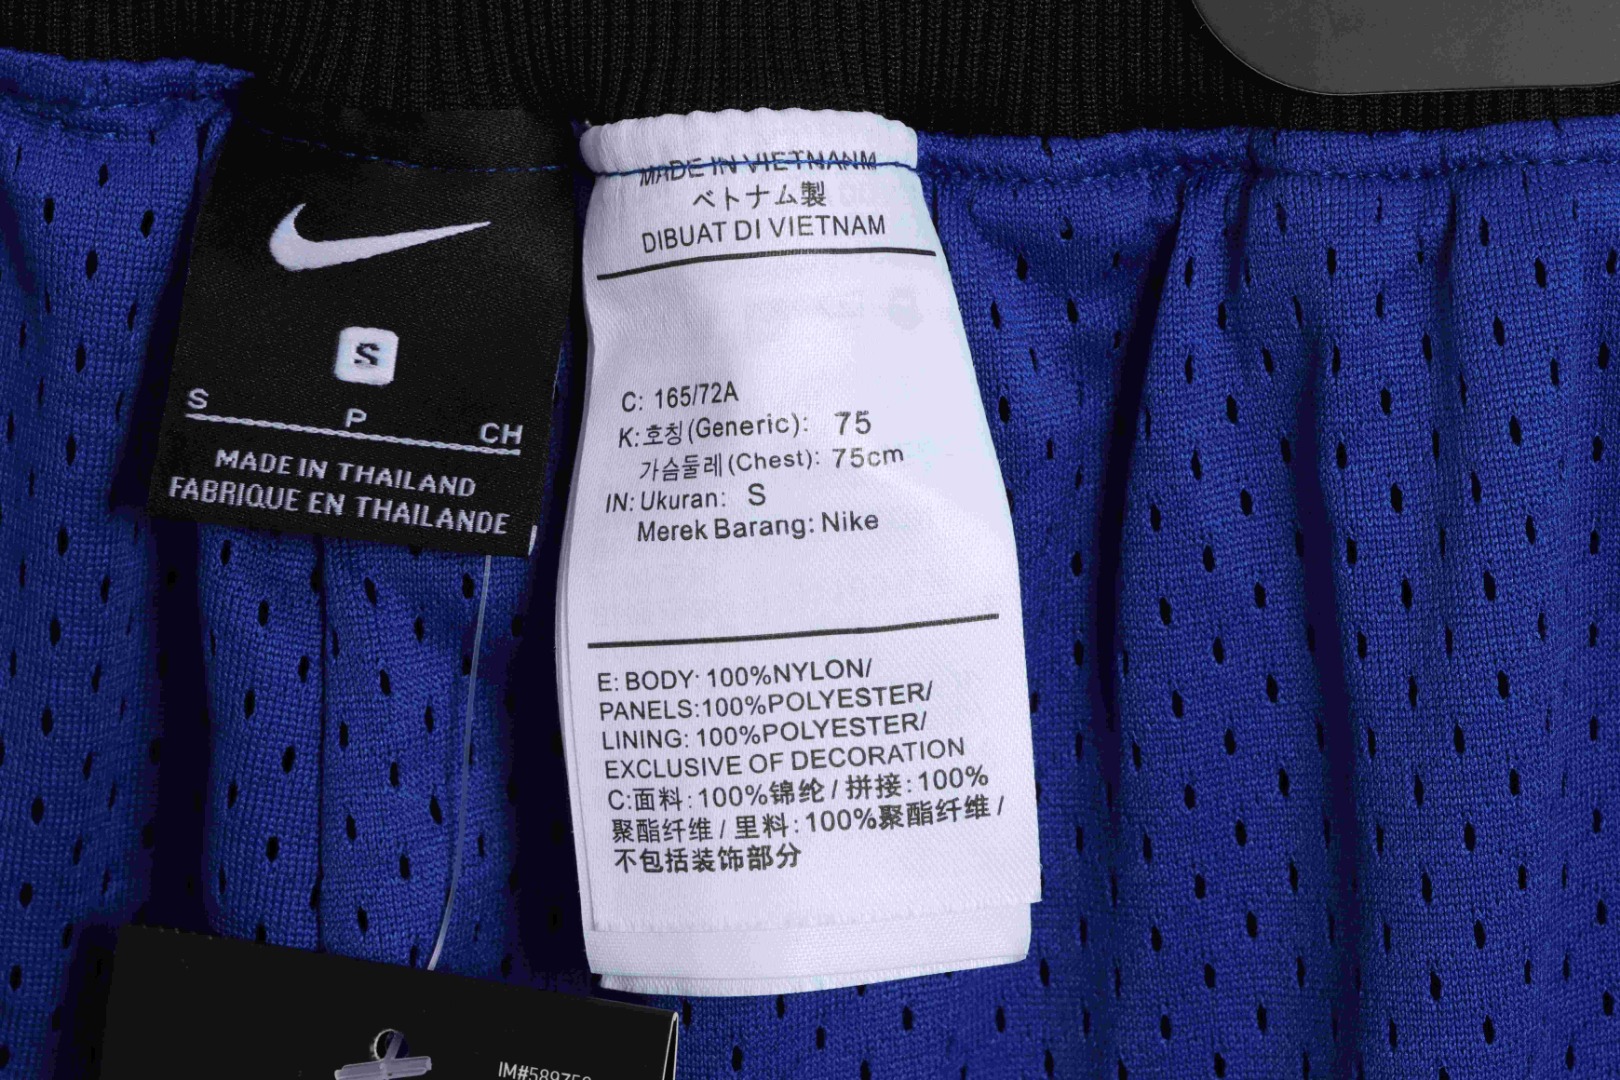 S
S
P
CH
MADE IN THAILAND
FABRIQUE EN THAILANDE
MADE IN VIETNANM
ベトナム製
DIBUAT DI VIETNAM
C: 165/72A
K:호칭(Generic): 75
가슴둘레(Chest): 75cm
IN: Ukuran: S
Merek Barang: Nike
E: BODY: 100%NYLON/
PANELS:100%POLYESTER/
LINING: 100%POLYESTER/
EXCLUSIVE OF DECORATION
C:面料:100%锦纶/拼接:100%
聚酯纤维/里料:100%聚酯纤维/
不包括装饰部分